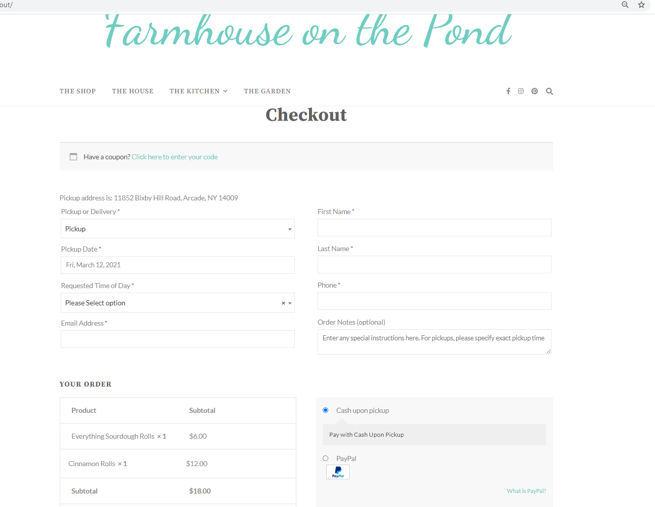 out/
Farmhouse on the Pond
THE SHOP THE HOUSE THE KITCHEN THE GARDEN
Checkout
Have a coupon? Click here to enter your code
Pickup address is: 11852 Bixby Hill Road, Arcade, NY 14009
Pickup or Delivery *
Pickup
Pickup Date *
Fri, March 12, 2021
Requested Time of Day *
Please Select option
Email Address *
First Name *
Last Name *
Phone *
Order Notes (optional)
Enter any special instructions here. For pickups, please specify exact pickup time
YOUR ORDER
Product Subtotal
Everything Sourdough Rolls × 1 $6.00
Cinnamon Rolls × 1 $12.00
Subtotal $18.00
Cash upon pickup
Pay with Cash Upon Pickup
PayPal
PayPal
What is PayPal?